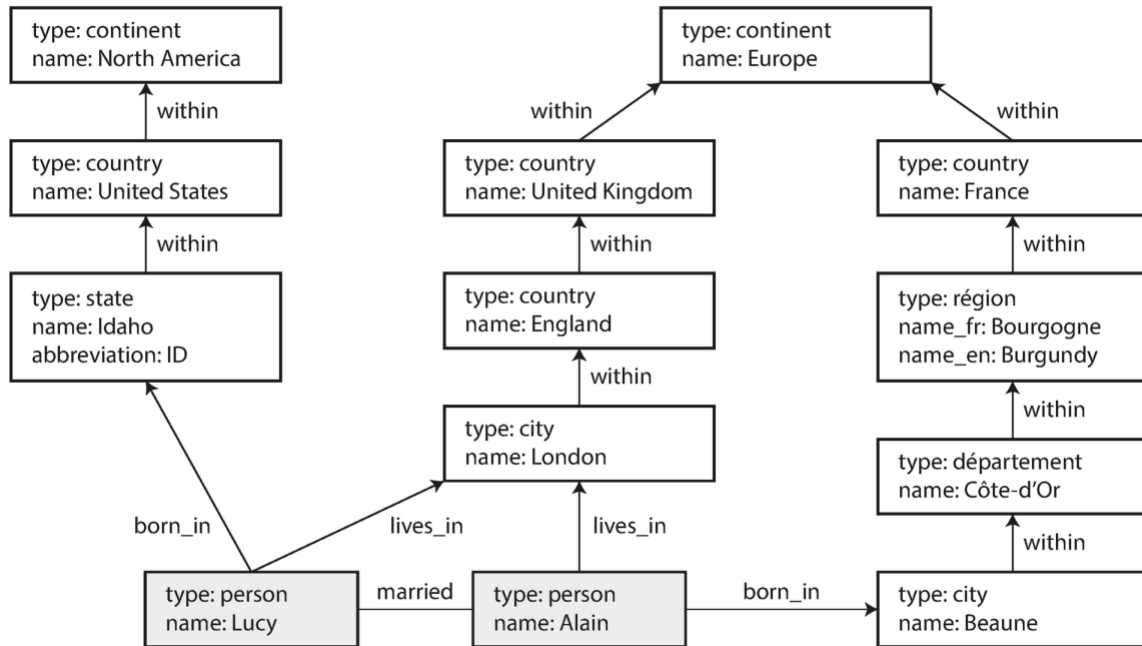 type: continent
name: North America
type: continent
name: Europe
within
within
within
type: country
name: United States
type: country
name: United Kingdom
type: country
name: France
within
within
within
type: state
name: Idaho
abbreviation: ID
type: country
name: England
type: région
name_fr: Bourgogne
name_en: Burgundy
within
within
type: city
name: London
type: département
name: Côte-d'Or
born_in
lives_in
lives_in
within
type: person
name: Lucy
married
type: person
name: Alain
born_in
type: city
name: Beaune